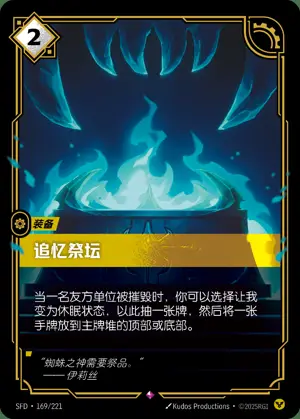 2
装备
追忆祭坛
当一名友方单位被摧毁时，你可以选择让我
变为休眠状态，以此抽一张牌，然后将一张
手牌放到主牌堆的顶部或底部。
“蜘蛛之神需要祭品。”
—— 伊莉丝
SFD • 169/221
Kudos Productions
©2025RGI